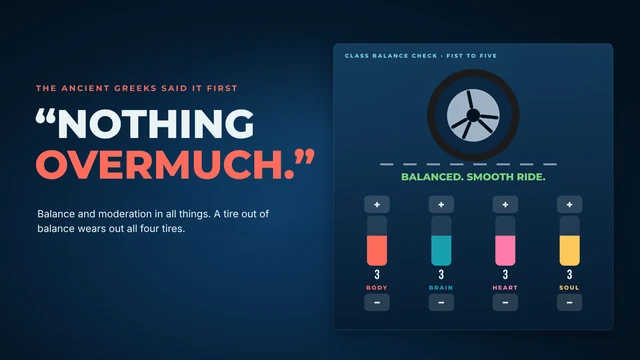 THE ANCIENT GREEKS SAID IT FIRST
“NOTHING
OVERMUCH.”
Balance and moderation in all things. A tire out of
balance wears out all four tires.
CLASS BALANCE CHECK · FIST TO FIVE
BALANCED. SMOOTH RIDE.
+ + + +
3 3 3 3
BODY BRAIN HEART SOUL
− − − −